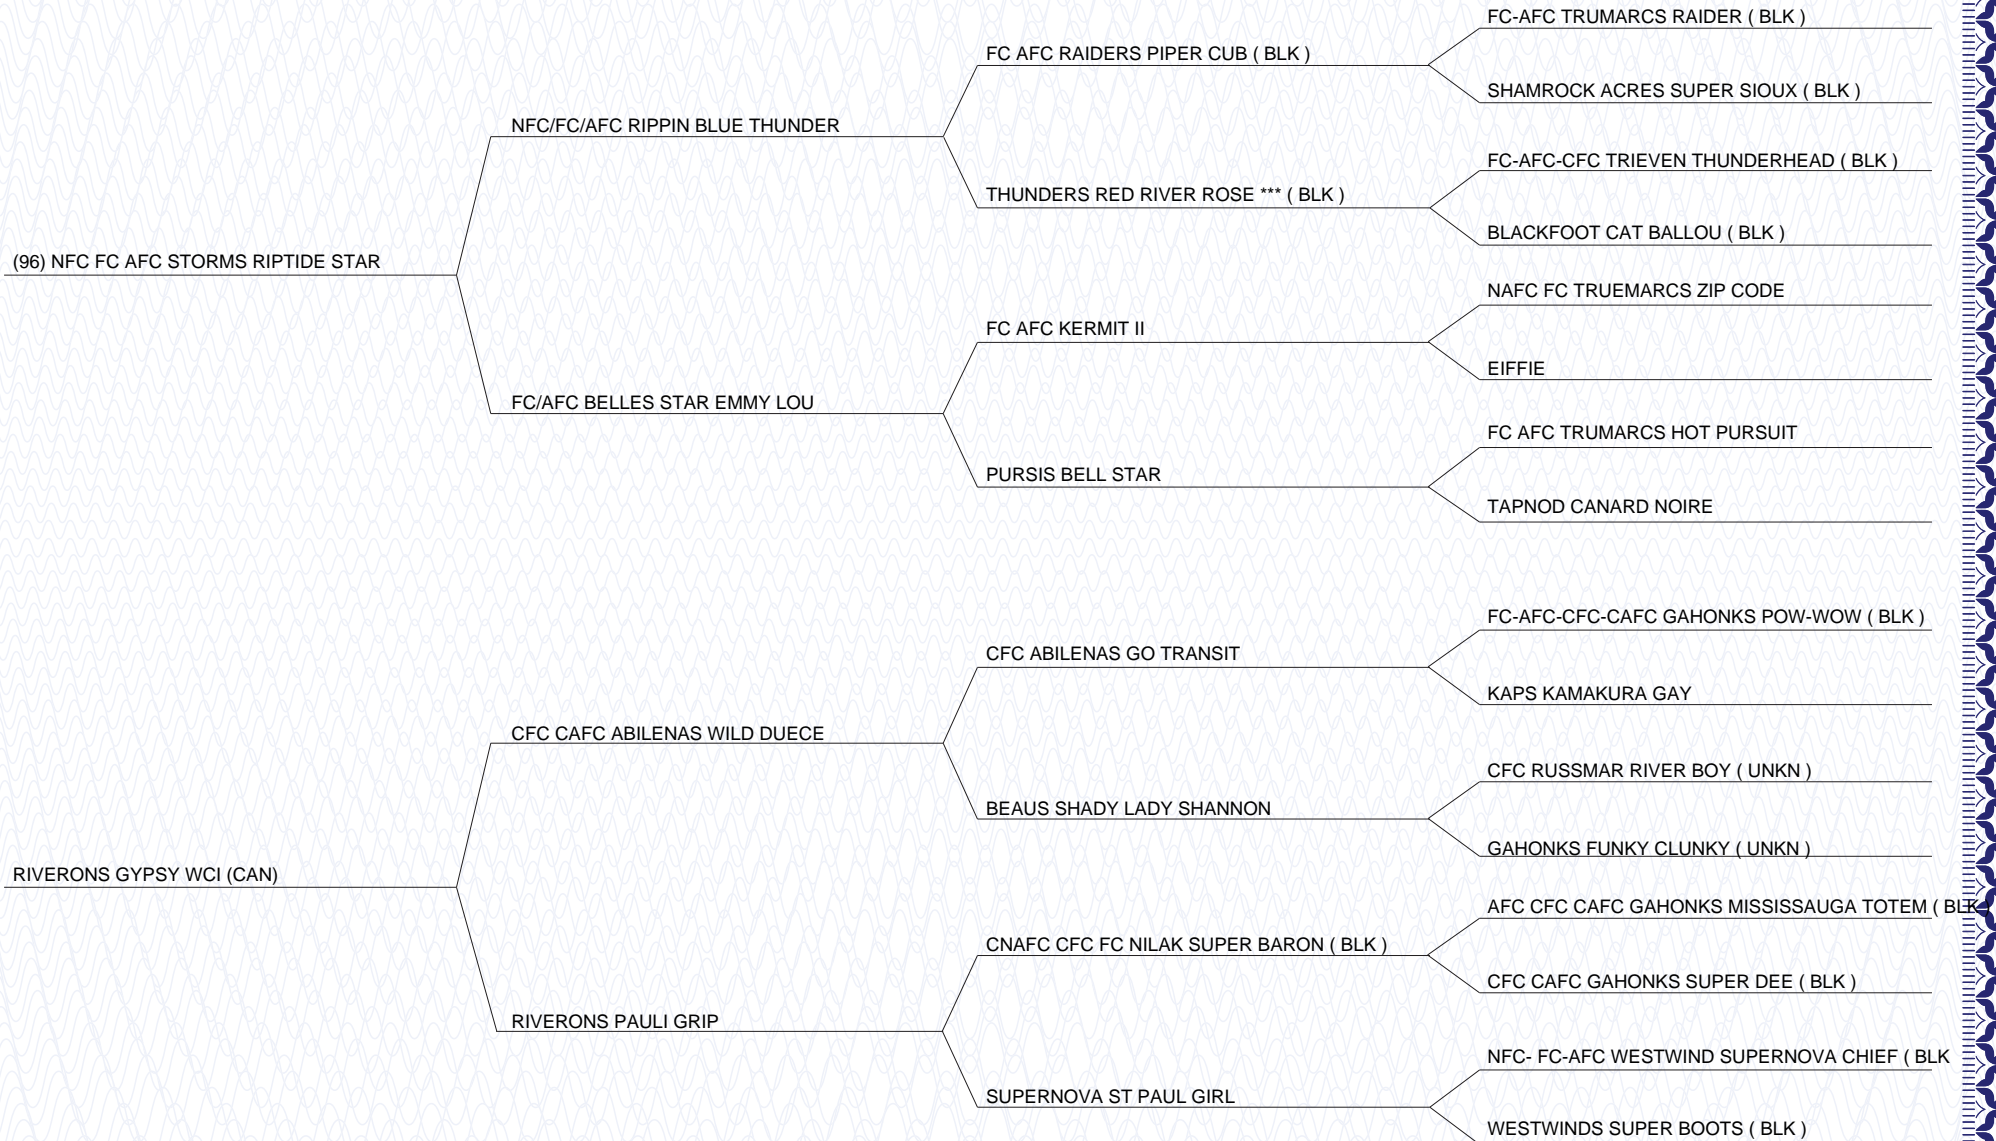 FC-AFC TRUMARCS RAIDER ( BLK )
FC AFC RAIDERS PIPER CUB ( BLK )
SHAMROCK ACRES SUPER SIOUX ( BLK )
NFC/FC/AFC RIPPIN BLUE THUNDER
FC-AFC-CFC TRIEVEN THUNDERHEAD ( BLK )
THUNDERS RED RIVER ROSE *** ( BLK )
BLACKFOOT CAT BALLOU ( BLK )
(96) NFC FC AFC STORMS RIPTIDE STAR
NAFC FC TRUEMARCS ZIP CODE
FC AFC KERMIT II
EIFFIE
FC/AFC BELLES STAR EMMY LOU
FC AFC TRUMARCS HOT PURSUIT
PURSIS BELL STAR
TAPNOD CANARD NOIRE
FC-AFC-CFC-CAFC GAHONKS POW-WOW ( BLK )
CFC ABILENAS GO TRANSIT
KAPS KAMAKURA GAY
CFC CAFC ABILENAS WILD DUECE
CFC RUSSMAR RIVER BOY ( UNKN )
BEAUS SHADY LADY SHANNON
GAHONKS FUNKY CLUNKY ( UNKN )
RIVERONS GYPSY WCI (CAN)
AFC CFC CAFC GAHONKS MISSISSAUGA TOTEM ( BLK )
CNAFC CFC FC NILAK SUPER BARON ( BLK )
CFC CAFC GAHONKS SUPER DEE ( BLK )
RIVERONS PAULI GRIP
NFC- FC-AFC WESTWIND SUPERNOVA CHIEF ( BLK
SUPERNOVA ST PAUL GIRL
WESTWINDS SUPER BOOTS ( BLK )